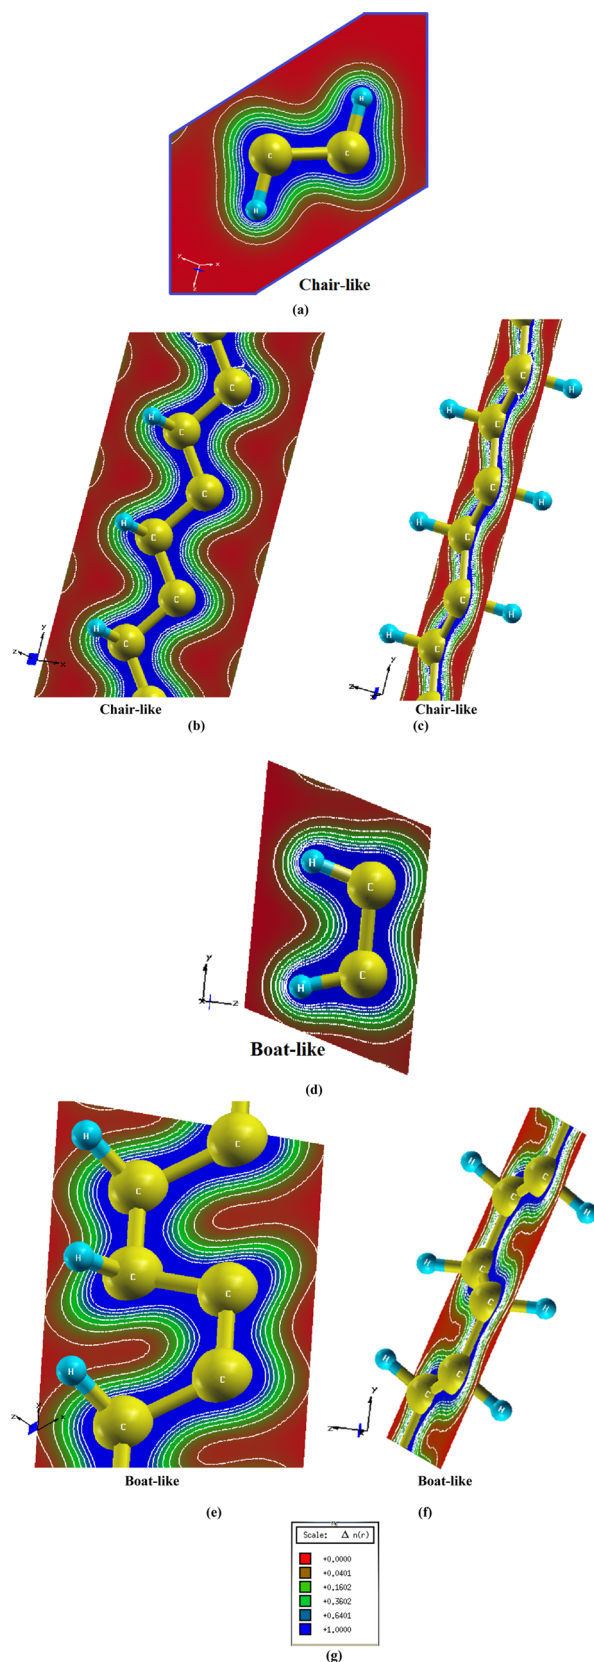 H
C
C
H
y
x
z
Chair-like
(a)
C
H
C
C
H
C
C
H
C
y
z
x
Chair-like
(b)
C
H
H
C
C
H
H
C
C
H
H
C
y
z
Chair-like
(c)
H
C
C
H
y
x
z
Boat-like
(d)
H
C
C
H
C
C
H
C
C
z
Boat-like
(e)
H
C
C
H
H
C
C
H
H
C
C
H
y
z
Boat-like
(f)
Scale: Δ n(r)
+0.0000
+0.0401
+0.1602
+0.3602
+0.6401
+1.0000
(g)